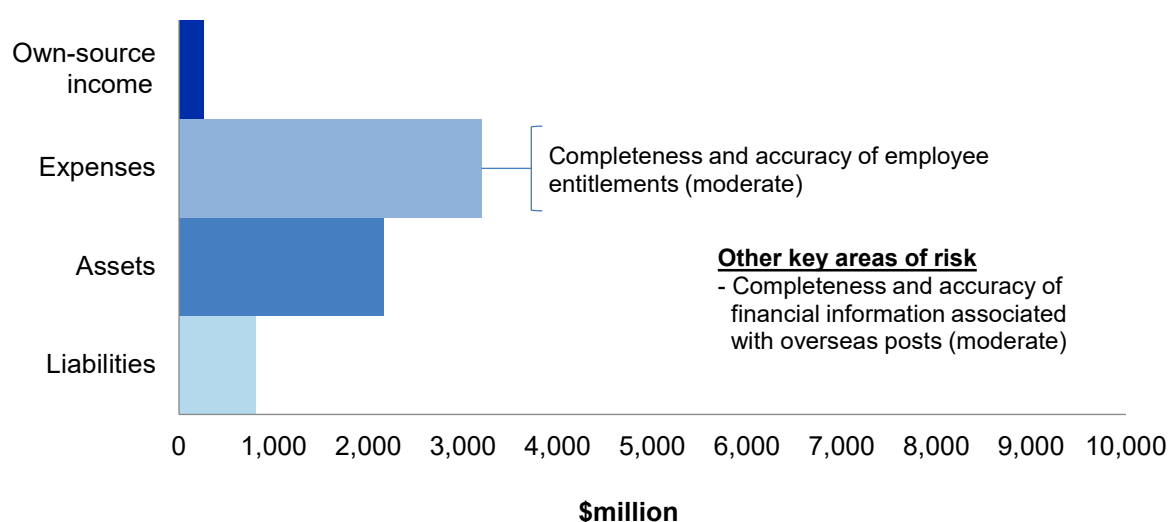 Own-source
income
Expenses
Completeness and accuracy of employee
entitlements (moderate)
Assets
Other key areas of risk
- Completeness and accuracy of
financial information associated
with overseas posts (moderate)
Liabilities
0 1,000 2,000 3,000 4,000 5,000 6,000 7,000 8,000 9,000 10,000
$million